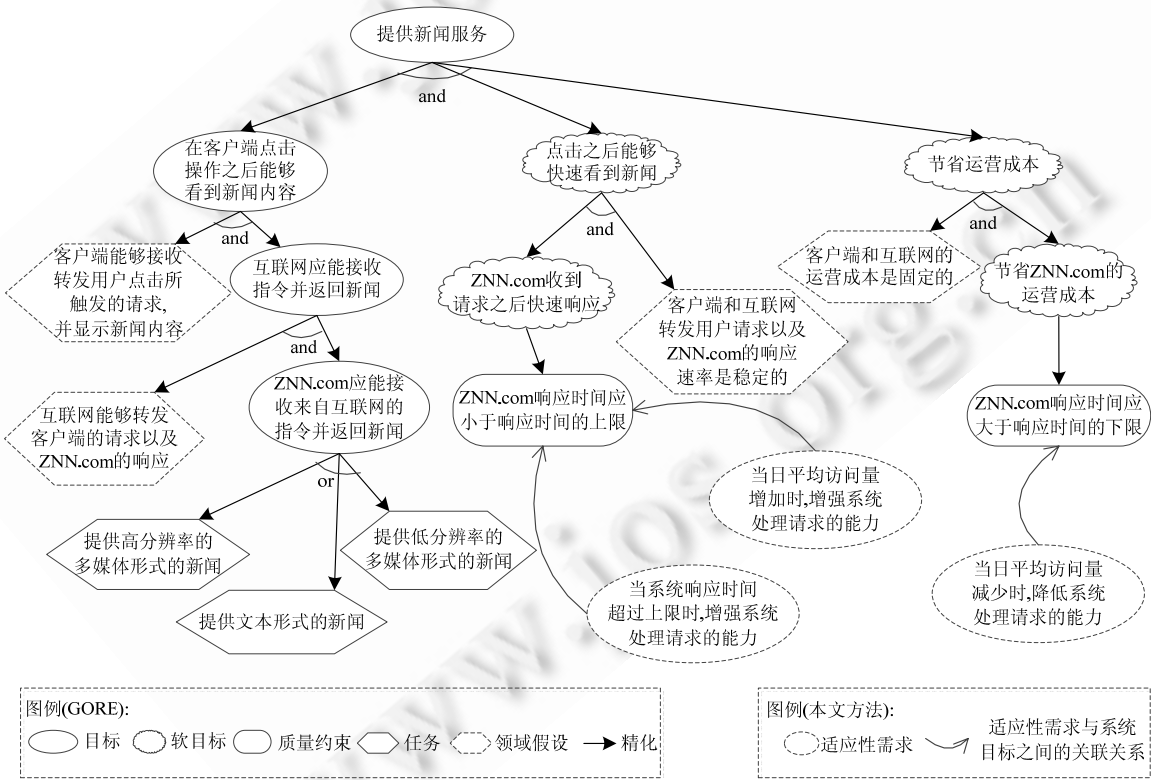 提供新闻服务
and
在客户端点击
操作之后能够
看到新闻内容
点击之后能够
快速看到新闻
节省运营成本
and
and
and
客户端能够接收
转发用户点击所
触发的请求,
并显示新闻内容
互联网应能接收
指令并返回新闻
ZNN.com收到
请求之后快速响应
客户端和互联网
转发用户请求以及
ZNN.com的响应
速率是稳定的
客户端和互联网的
运营成本是固定的
节省ZNN.com的
运营成本
and
互联网能够转发
客户端的请求以及
ZNN.com的响应
ZNN.com应能接
收来自互联网的
指令并返回新闻
ZNN.com响应时间应
小于响应时间的上限
ZNN.com响应时间应
大于响应时间的下限
or
提供高分辨率的
多媒体形式的新闻
提供文本形式的新闻
提供低分辨率的
多媒体形式的新闻
当日平均访问量
增加时,增强系统
处理请求的能力
当系统响应时间
超过上限时,增强系统
处理请求的能力
当日平均访问量
减少时,降低系统
处理请求的能力
图例(GORE):
目标
软目标
质量约束
任务
领域假设
精化
图例(本文方法):
适应性需求
适应性需求与系统
目标之间的关联关系
www.jos.org.cn